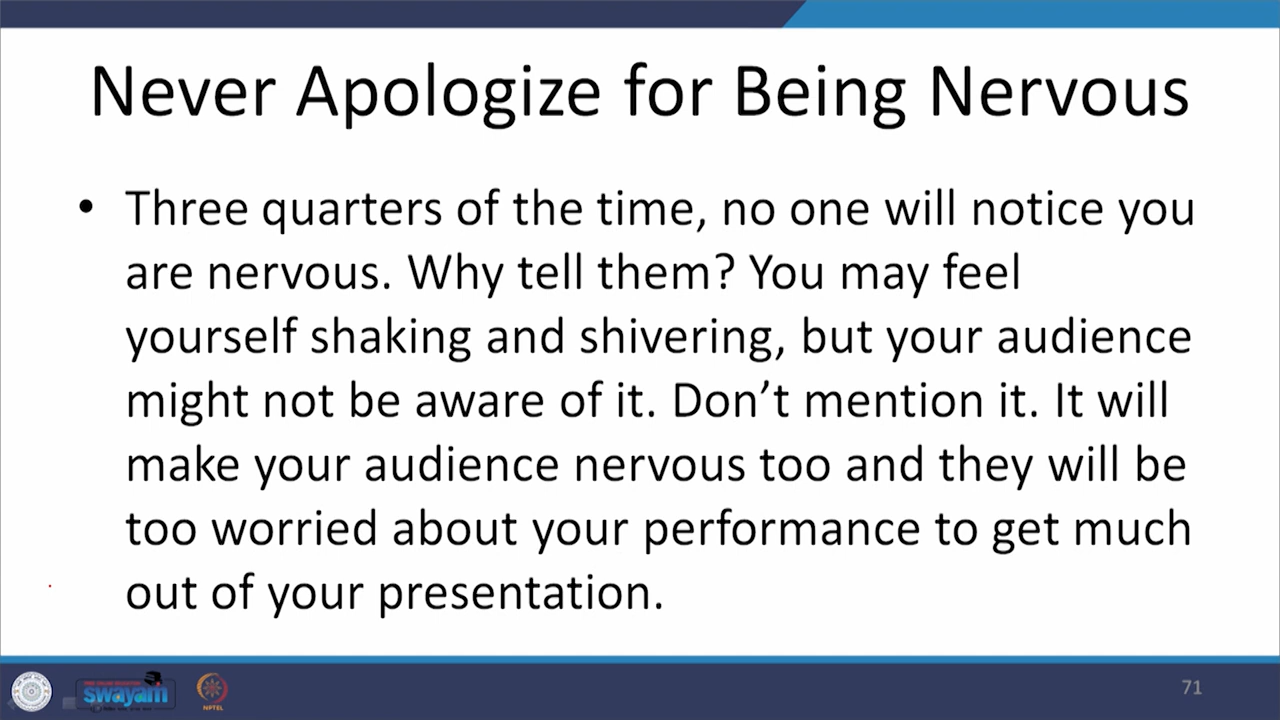 Never Apologize for Being Nervous
• Three quarters of the time, no one will notice you
are nervous. Why tell them? You may feel
yourself shaking and shivering, but your audience
might not be aware of it. Don’t mention it. It will
make your audience nervous too and they will be
too worried about your performance to get much
out of your presentation.
swayam
NPTEL
71